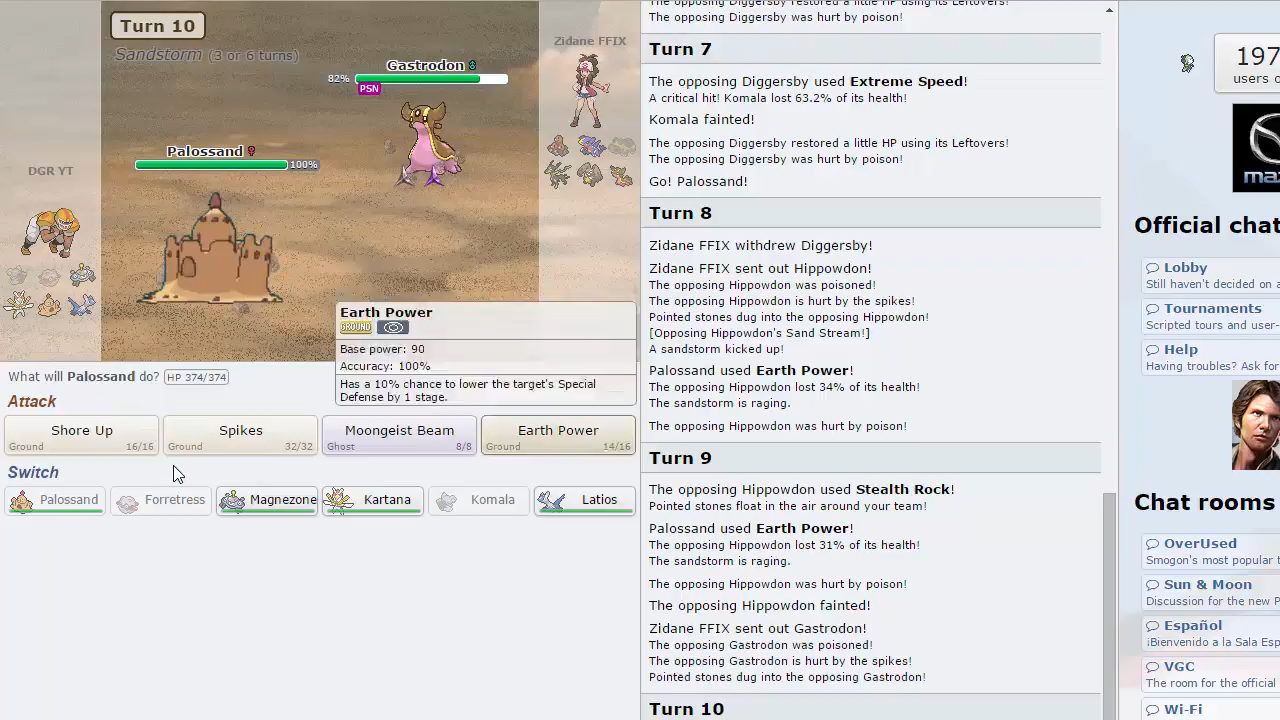 Turn 10
Sandstorm (3 or 6 turns)
Zidane FFIX
Gastrodon
82%
PSN
Palossand
100%
DGR YT
Earth Power
GROUND
Base power: 90
Accuracy: 100%
Has a 10% chance to lower the target's Special
Defense by 1 stage.
What will Palossand do? HP 374/374
Attack
Shore Up
Ground 16/16
Spikes
Ground 32/32
Moongeist Beam
Ghost 8/8
Earth Power
Ground 14/16
Switch
Palossand
Forretress
Magnezone
Kartana
Komala
Latios
The opposing Diggersby restored a little HP using its Leftovers!
The opposing Diggersby was hurt by poison!
Turn 7
The opposing Diggersby used Extreme Speed!
A critical hit! Komala lost 63.2% of its health!
Komala fainted!
The opposing Diggersby restored a little HP using its Leftovers!
The opposing Diggersby was hurt by poison!
Go! Palossand!
Turn 8
Zidane FFIX withdrew Diggersby!
Zidane FFIX sent out Hippowdon!
The opposing Hippowdon was poisoned!
The opposing Hippowdon is hurt by the spikes!
Pointed stones dug into the opposing Hippowdon!
[Opposing Hippowdon's Sand Stream!]
A sandstorm kicked up!
Palossand used Earth Power!
The opposing Hippowdon lost 34% of its health!
The sandstorm is raging.
The opposing Hippowdon was hurt by poison!
Turn 9
The opposing Hippowdon used Stealth Rock!
Pointed stones float in the air around your team!
Palossand used Earth Power!
The opposing Hippowdon lost 31% of its health!
The sandstorm is raging.
The opposing Hippowdon was hurt by poison!
The opposing Hippowdon fainted!
Zidane FFIX sent out Gastrodon!
The opposing Gastrodon was poisoned!
The opposing Gastrodon is hurt by the spikes!
Pointed stones dug into the opposing Gastrodon!
Turn 10
197
users o
maz
Official chat
Lobby
Still haven't decided on a
Tournaments
Scripted tours and user-
Help
Having troubles? Ask for
Chat rooms
OverUsed
Smogon's most popular t
Sun & Moon
Discussion for the new P
Español
¡Bienvenido a la Sala Esp
VGC
The room for the official
Wi-Fi